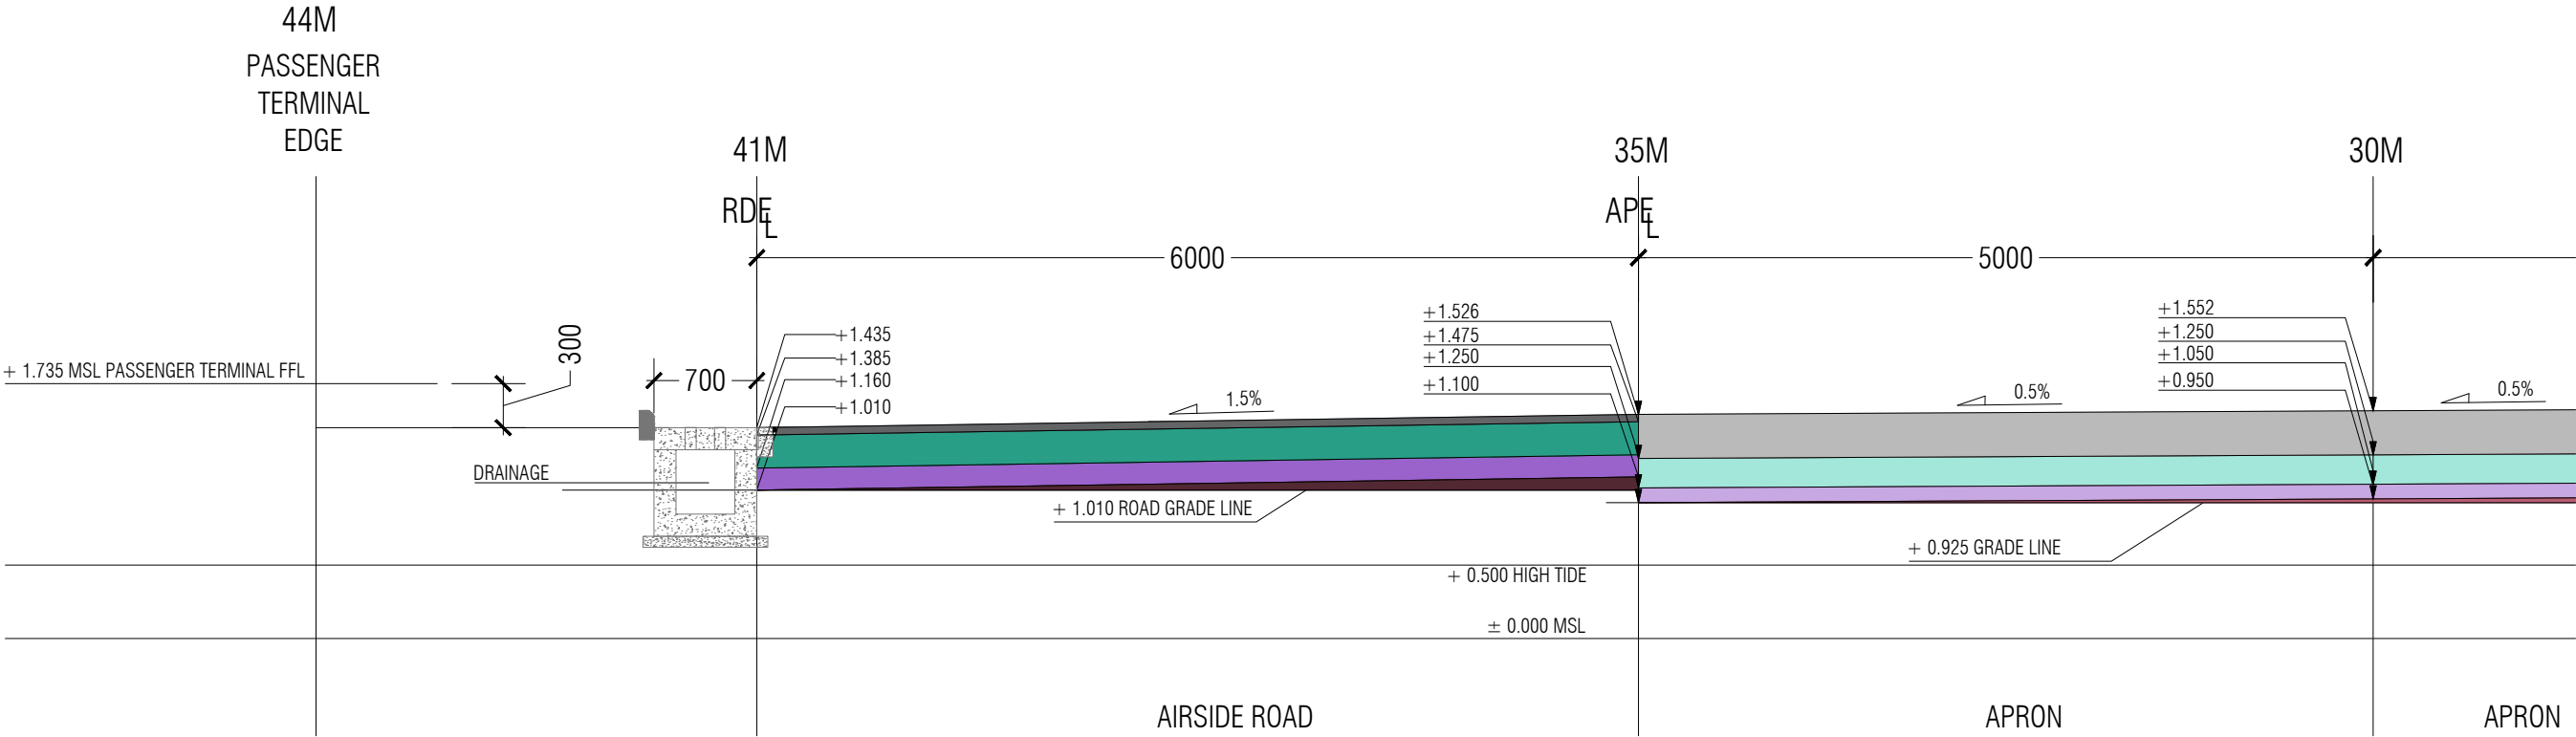 44M
PASSENGER
TERMINAL
EDGE
41M
35M
30M
RDE
L
APE
L
6000
5000
300
+ 1.735 MSL PASSENGER TERMINAL FFL
700
+1.435
+1.385
+1.160
+1.010
1.5%
+1.526
+1.475
+1.250
+1.100
0.5%
+1.552
+1.250
+1.050
+0.950
0.5%
DRAINAGE
+ 1.010 ROAD GRADE LINE
+ 0.925 GRADE LINE
+ 0.500 HIGH TIDE
± 0.000 MSL
AIRSIDE ROAD
APRON
APRON